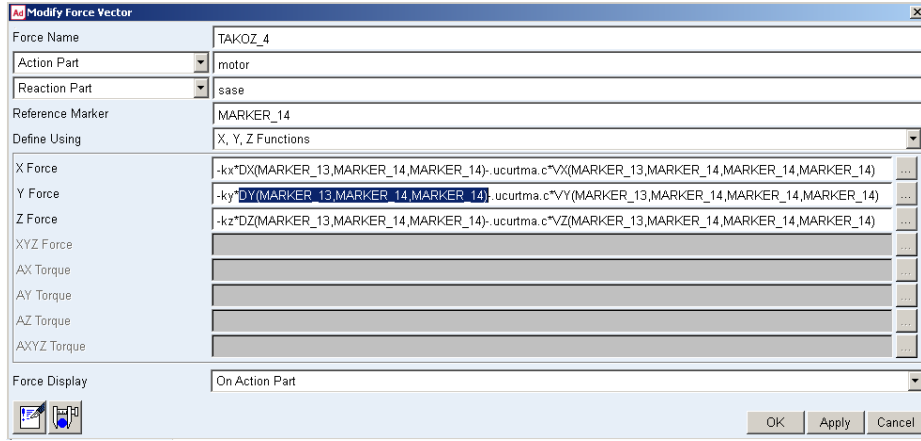 Ad Modify Force Vector x
Force Name TAKOZ_4
Action Part motor
Reaction Part sase
Reference Marker MARKER_14
Define Using X, Y, Z Functions
X Force -kx*DX(MARKER_13,MARKER_14,MARKER_14)-.ucurtma.c*VX(MARKER_13,MARKER_14,MARKER_14,MARKER_14) ...
Y Force -ky*DY(MARKER_13,MARKER_14,MARKER_14)-.ucurtma.c*VY(MARKER_13,MARKER_14,MARKER_14,MARKER_14) ...
Z Force -kz*DZ(MARKER_13,MARKER_14,MARKER_14)-.ucurtma.c*VZ(MARKER_13,MARKER_14,MARKER_14,MARKER_14) ...
XYZ Force ...
AX Torque ...
AY Torque ...
AZ Torque ...
AXYZ Torque ...
Force Display On Action Part
OK Apply Cancel